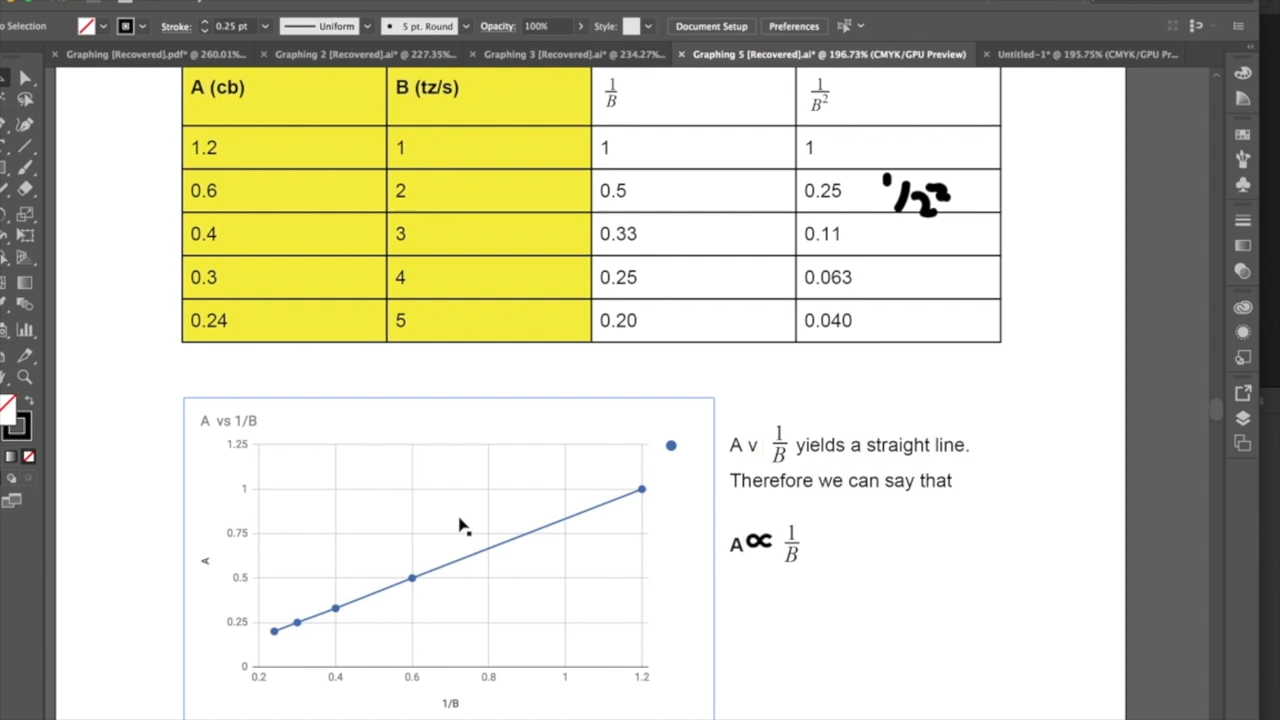 o Selection Stroke: 0.25 pt Uniform 5 pt. Round Opacity: 100% Style: Document Setup Preferences
× Graphing [Recovered].pdf* @ 260.01%... × Graphing 2 [Recovered].ai* @ 227.35%... × Graphing 3 [Recovered].ai* @ 234.27%... × Graphing 5 [Recovered].ai* @ 196.73% (CMYK/GPU Preview) × Untitled-1* @ 195.75% (CMYK/GPU Pr...
A (cb) B (tz/s) 1/B 1/B²
1.2 1 1 1
0.6 2 0.5 0.25 1/2²
0.4 3 0.33 0.11
0.3 4 0.25 0.063
0.24 5 0.20 0.040
A vs 1/B
1.25
1
0.75
0.5
0.25
0
A
0.2 0.4 0.6 0.8 1 1.2
1/B
A v 1/B yields a straight line.
Therefore we can say that
A ∝ 1/B